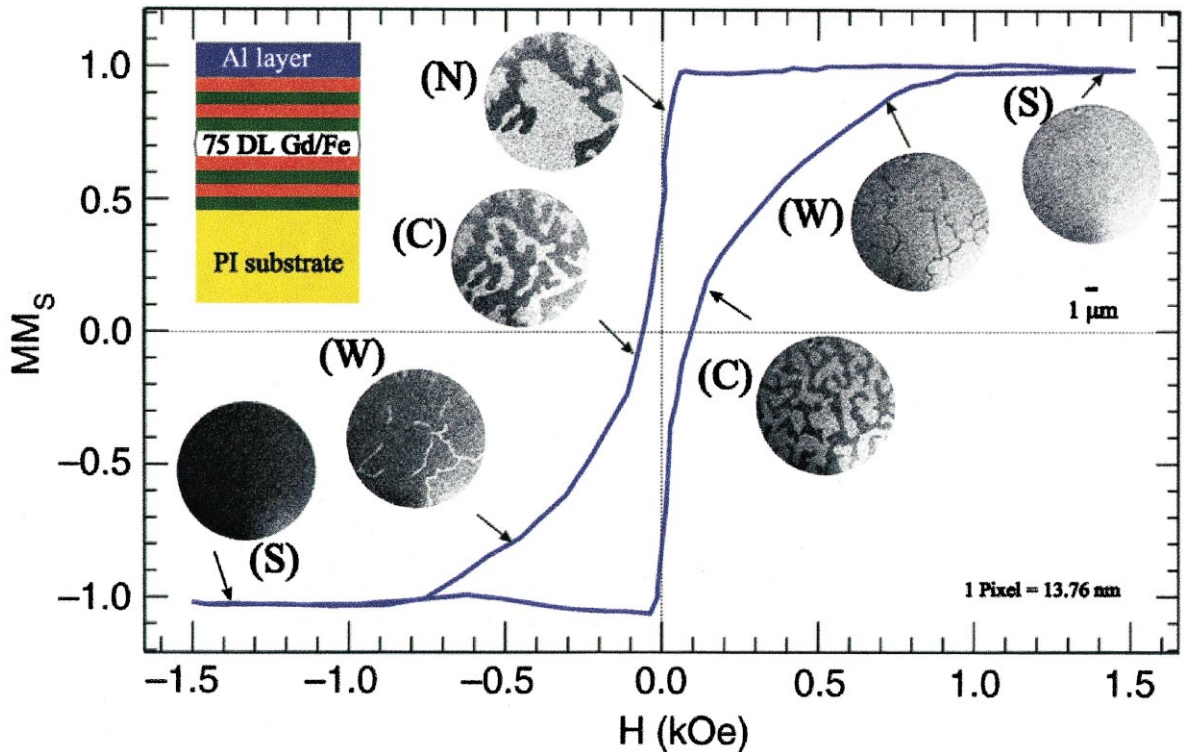 Al layer
75 DL Gd/Fe
PI substrate
(N)
(C)
(W)
(S)
(S)
(W)
(C)
1 μm
1 Pixel = 13.76 nm
MM_S
1.0
0.5
0.0
−0.5
−1.0
−1.5
−1.0
−0.5
0.0
0.5
1.0
1.5
H (kOe)